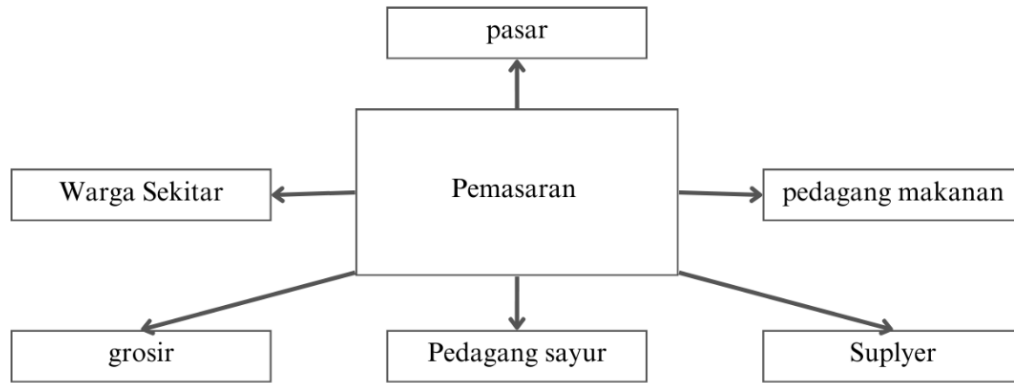 pasar
Warga Sekitar
Pemasaran
pedagang makanan
grosir
Pedagang sayur
Suplyer